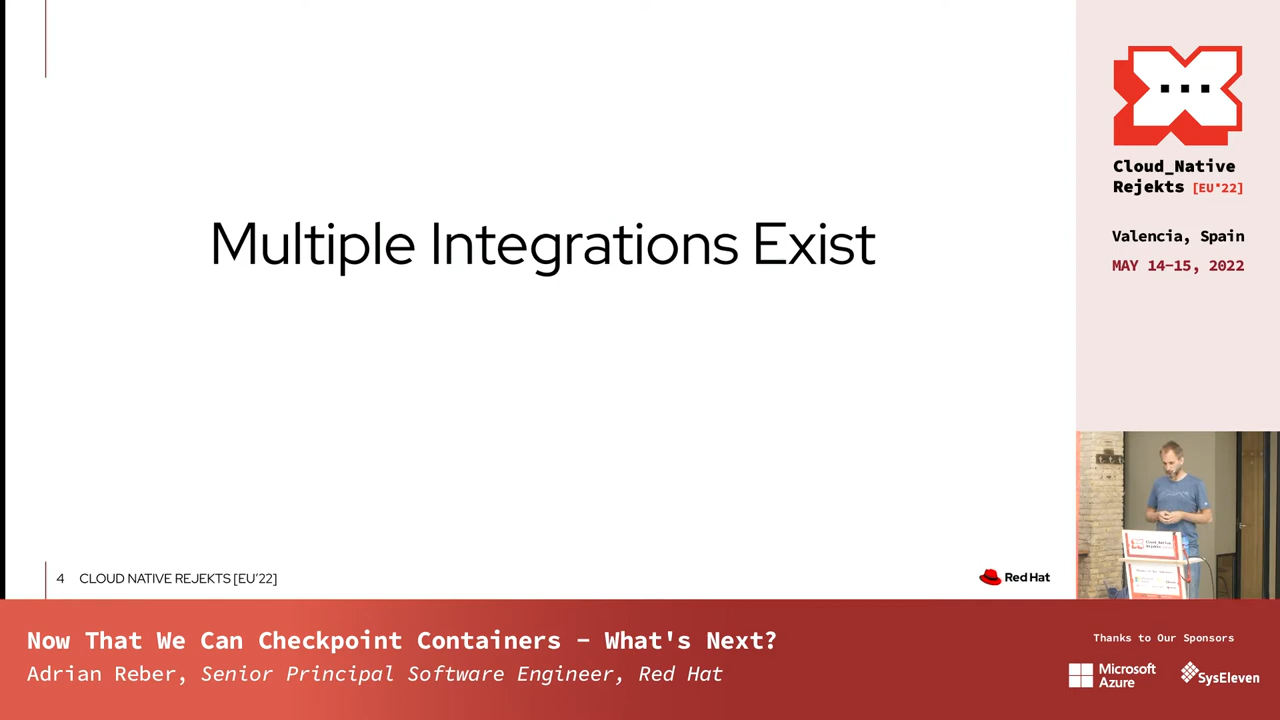 Multiple Integrations Exist
4 CLOUD NATIVE REJEKTS [EU'22]
Red Hat
Cloud_Native
Rejekts [EU*22]
Valencia, Spain
MAY 14-15, 2022
Cloud_Native
Rejekts
Now That We Can Checkpoint Containers - What's Next?
Adrian Reber, Senior Principal Software Engineer, Red Hat
Thanks to Our Sponsors
Microsoft
Azure
SysEleven